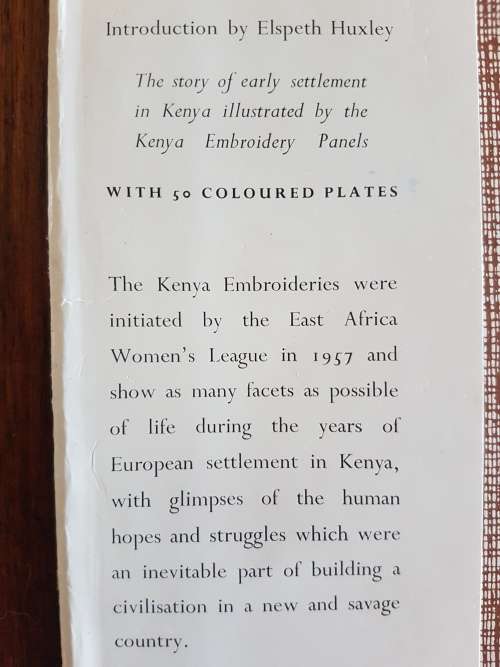 Introduction by Elspeth Huxley
The story of early settlement
in Kenya illustrated by the
Kenya Embroidery Panels
WITH 50 COLOURED PLATES
The Kenya Embroideries were
initiated by the East Africa
Women's League in 1957 and
show as many facets as possible
of life during the years of
European settlement in Kenya,
with glimpses of the human
hopes and struggles which were
an inevitable part of building a
civilisation in a new and savage
country.